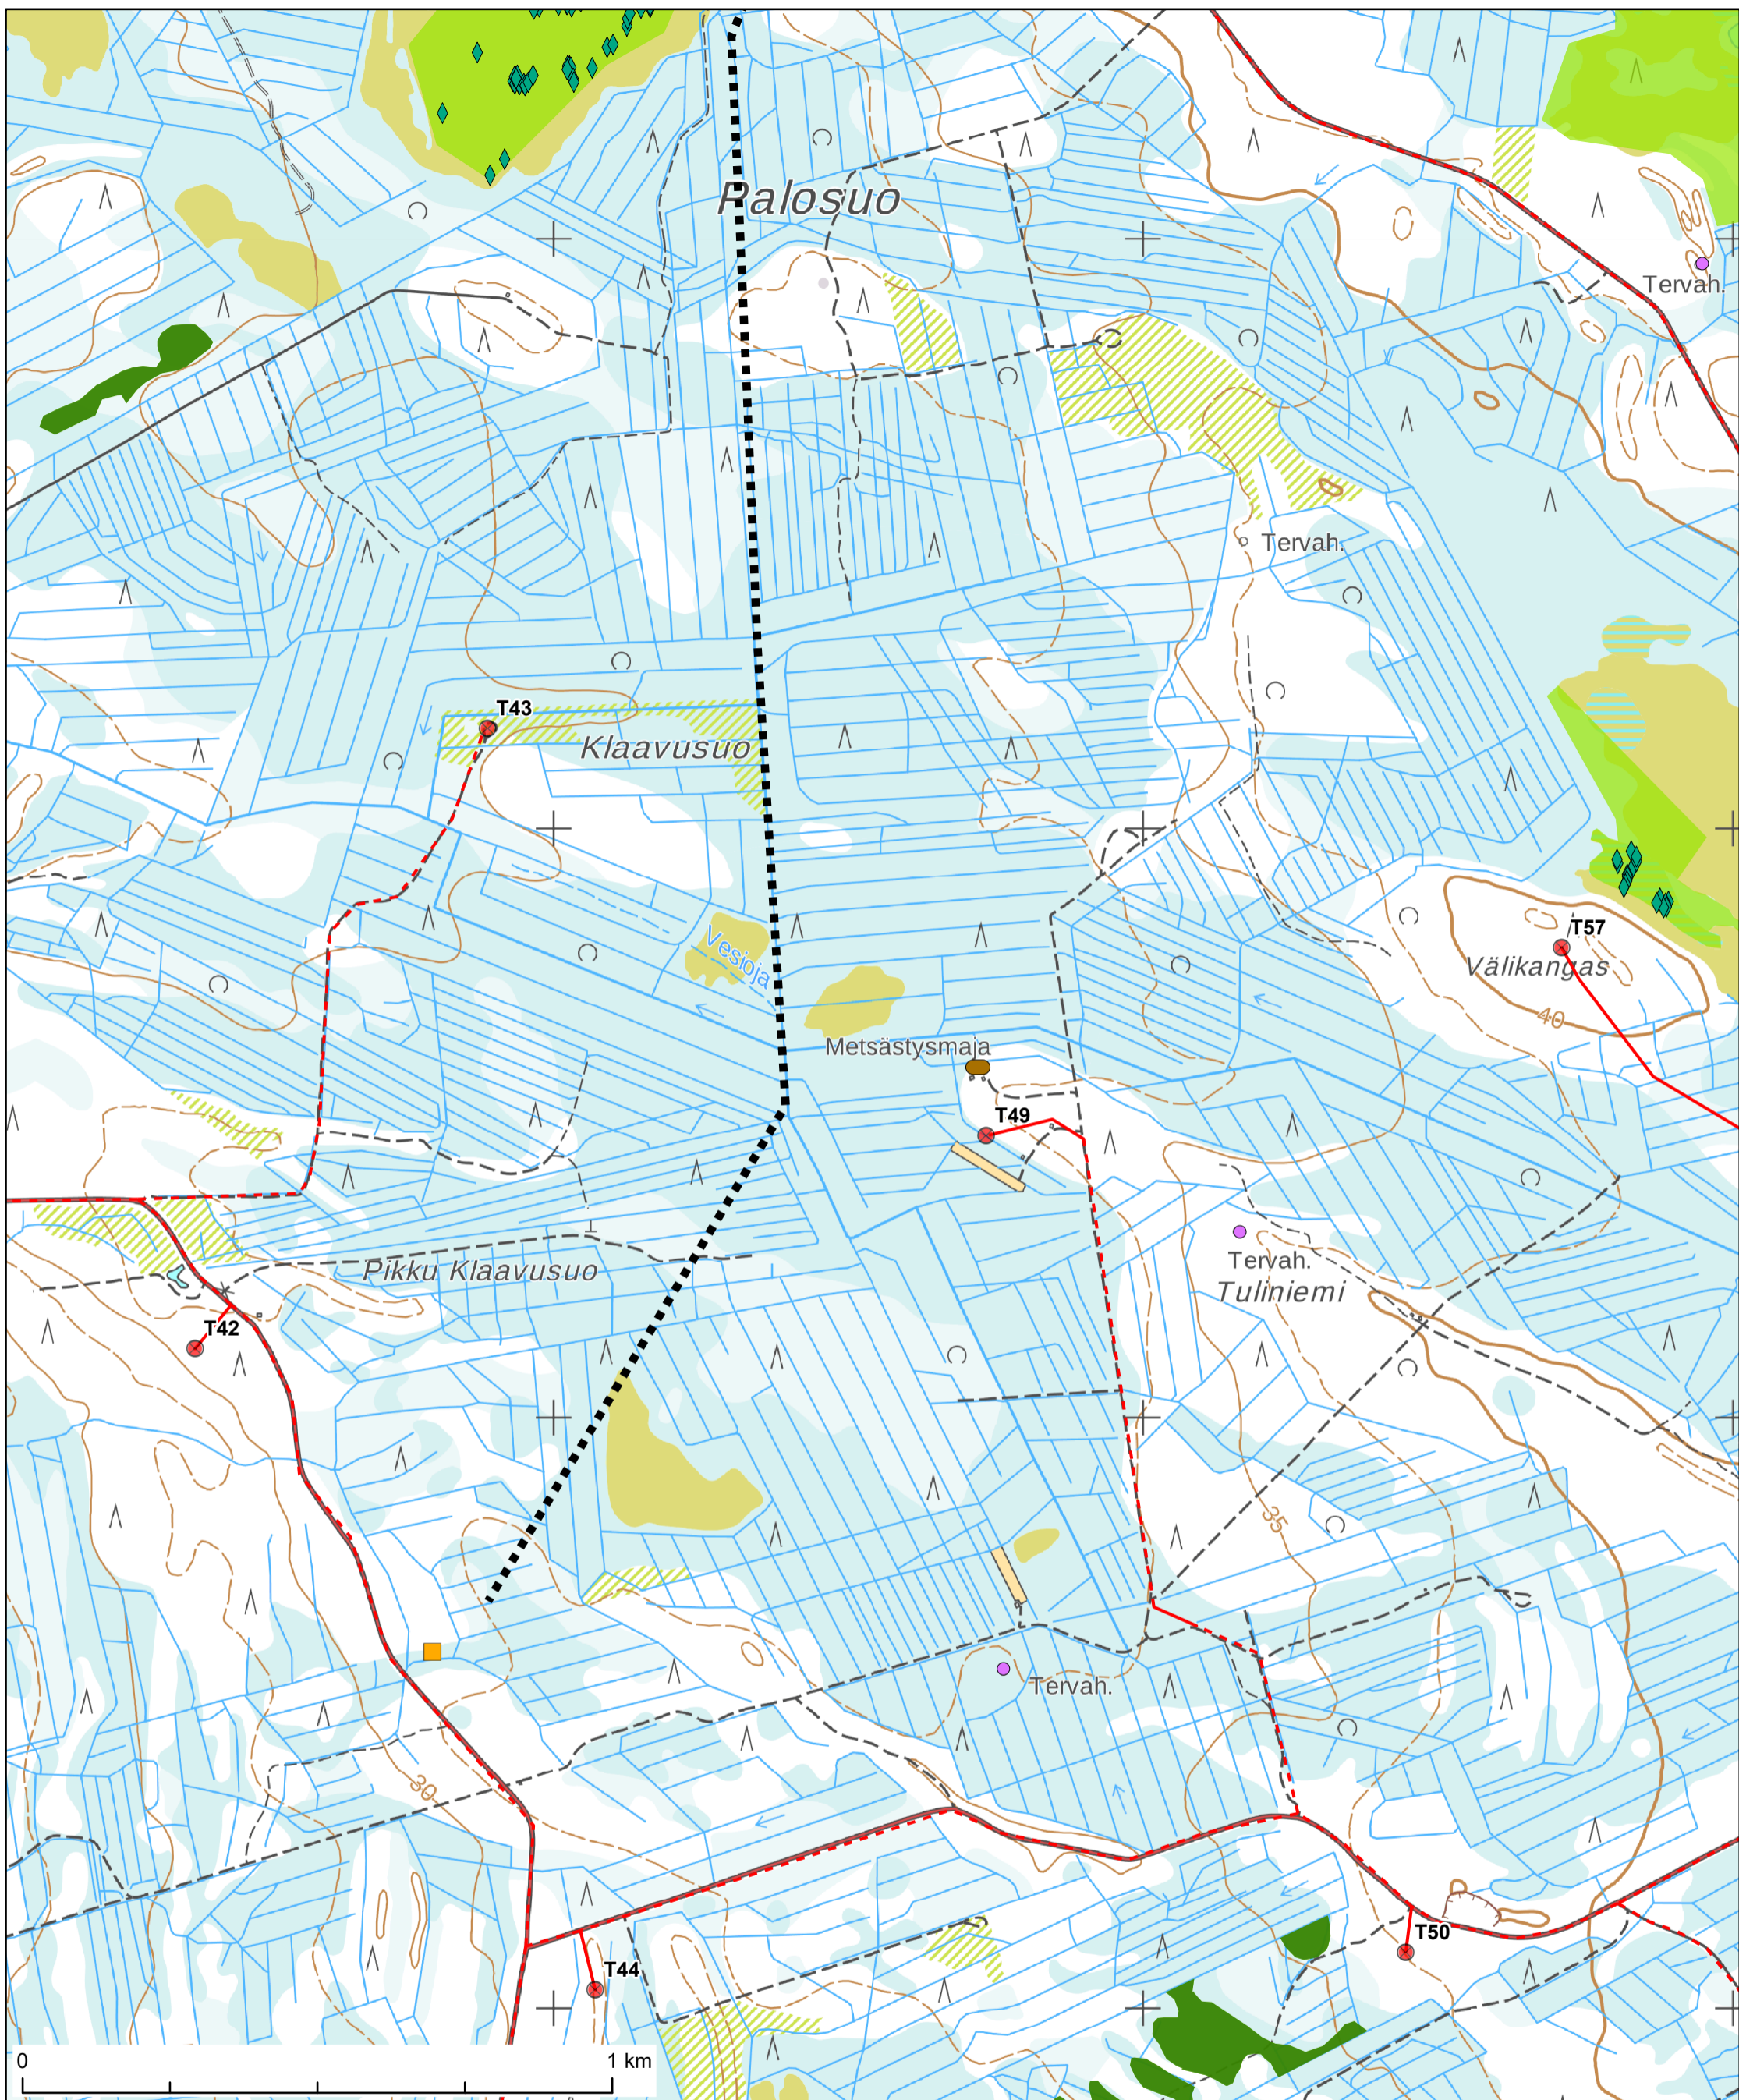 Palosuo
Tervah.
Tervah.
T43
Klaavusuo
T57
Vesioja
Välikangas
40
Metsästysmaja
T49
Tervah.
Pikku Klaavusuo
Tuliniemi
T42
35
Tervah.
30
T50
T44
0 1 km